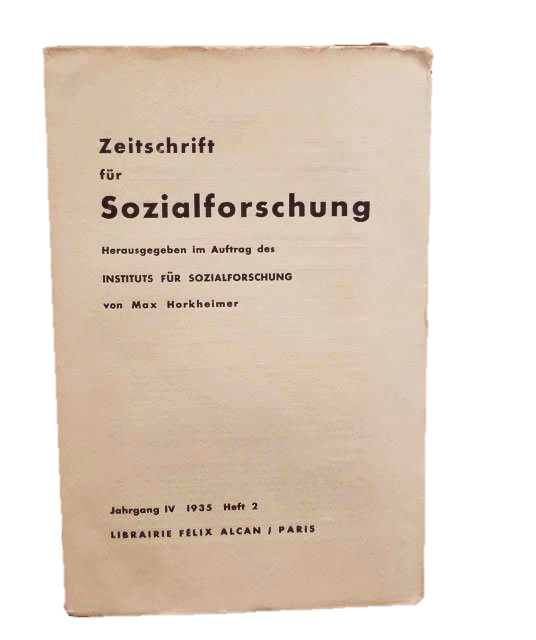 Zeitschrift
für
Sozialforschung
Herausgegeben im Auftrag des
INSTITUTS FÜR SOZIALFORSCHUNG
von Max Horkheimer
Jahrgang IV 1935 Heft 2
LIBRAIRIE FÉLIX ALCAN / PARIS